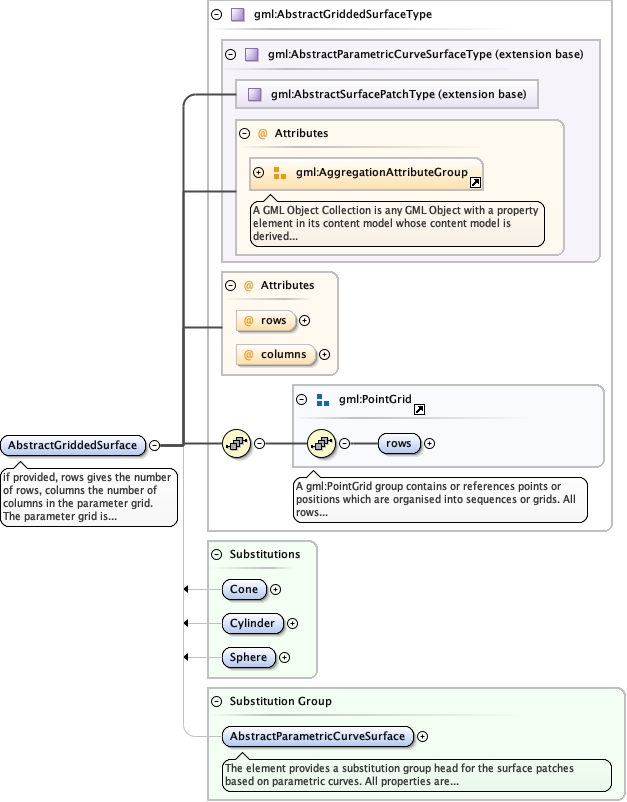 gml:AbstractGriddedSurfaceType
gml:AbstractParametricCurveSurfaceType (extension base)
gml:AbstractSurfacePatchType (extension base)
@ Attributes
gml:AggregationAttributeGroup
A GML Object Collection is any GML Object with a property
element in its content model whose content model is
derived...
@ Attributes
@ rows
@ columns
gml:PointGrid
rows
A gml:PointGrid group contains or references points or
positions which are organised into sequences or grids. All
rows...
AbstractGriddedSurface
if provided, rows gives the number
of rows, columns the number of
columns in the parameter grid.
The parameter grid is...
Substitutions
Cone
Cylinder
Sphere
Substitution Group
AbstractParametricCurveSurface
The element provides a substitution group head for the surface patches
based on parametric curves. All properties are...